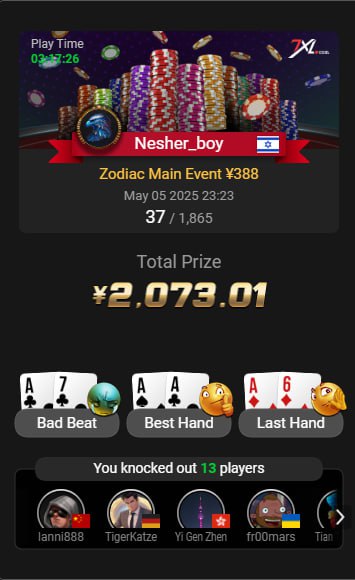 Play Time
03:17:26
7XL
Nesher_boy
Zodiac Main Event ¥388
May 05 2025 23:23
37 / 1,865
Total Prize
¥2,073.01
A 7 A A A 6
Bad Beat Best Hand Last Hand
You knocked out 13 players
lanni888 TigerKatze Yi Gen Zhen fr00mars Tian